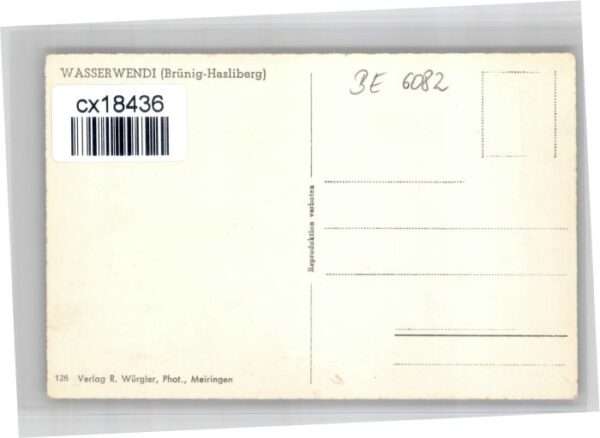 WASSERWENDI (Brünig-Hasliberg)
cx18436
BE 6082
Reproduktion verboten
126 Verlag R. Würgler, Phot., Meiringen